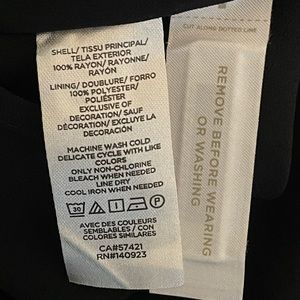 SHELL/ TISSU PRINCIPAL/
TELA EXTERIOR
100% RAYON/ RAYONNE/
RAYÓN
LINING/ DOUBLURE/ FORRO
100% POLYESTER/
POLIÉSTER
EXCLUSIVE OF
DECORATION/ SAUF
DÉCORATION/ EXCLUYE LA
DECORACIÓN
MACHINE WASH COLD
DELICATE CYCLE WITH LIKE
COLORS
ONLY NON-CHLORINE
BLEACH WHEN NEEDED
LINE DRY
COOL IRON WHEN NEEDED
30
AVEC DES COULEURS
SEMBLABLES / CON
COLORES SIMILARES
CA#57421
RN#140923
CUT ALONG DOTTED LINE
REMOVE BEFORE WEARING
OR WASHING